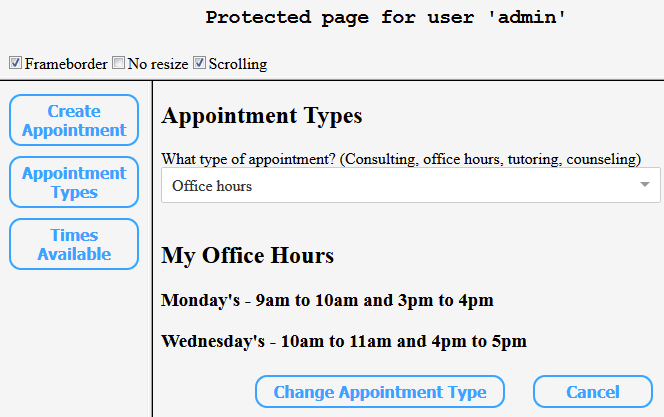 Protected page for user 'admin'
Frameborder No resize Scrolling
Create
Appointment
Appointment
Types
Times
Available
Appointment Types
What type of appointment? (Consulting, office hours, tutoring, counseling)
Office hours
My Office Hours
Monday's - 9am to 10am and 3pm to 4pm
Wednesday's - 10am to 11am and 4pm to 5pm
Change Appointment Type Cancel